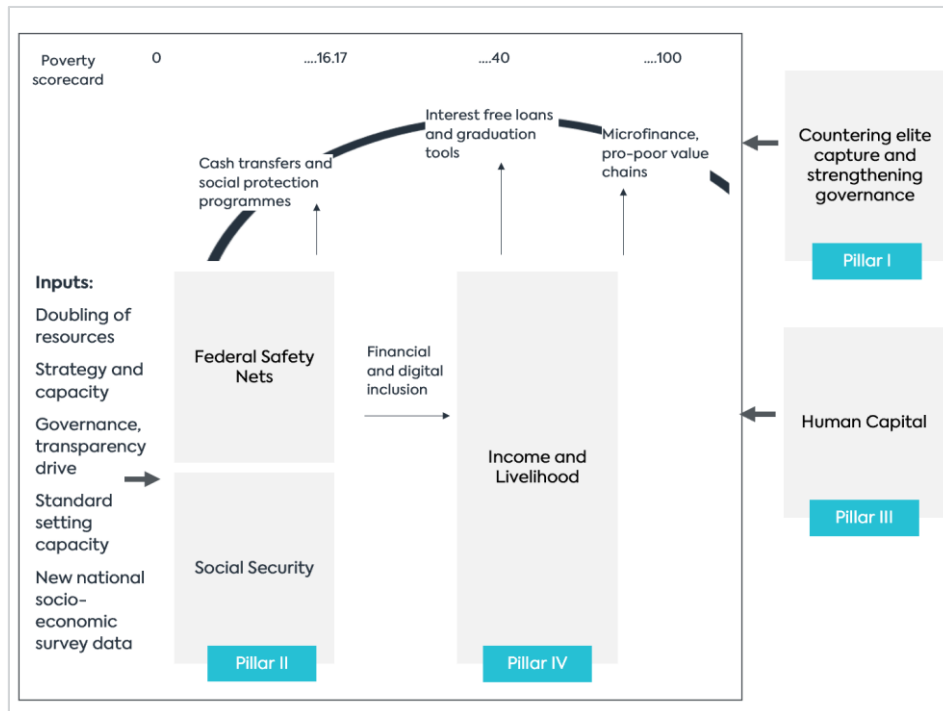 Poverty
scorecard
0
....16.17
....40
....100
Cash transfers and
social protection
programmes
Interest free loans
and graduation
tools
Microfinance,
pro-poor value
chains
Countering elite
capture and
strengthening
governance
Pillar I
Inputs:
Doubling of
resources
Strategy and
capacity
Governance,
transparency
drive
Standard
setting
capacity
New national
socio-
economic
survey data
Federal Safety
Nets
Social Security
Pillar II
Financial
and digital
inclusion
Income and
Livelihood
Pillar IV
Human Capital
Pillar III